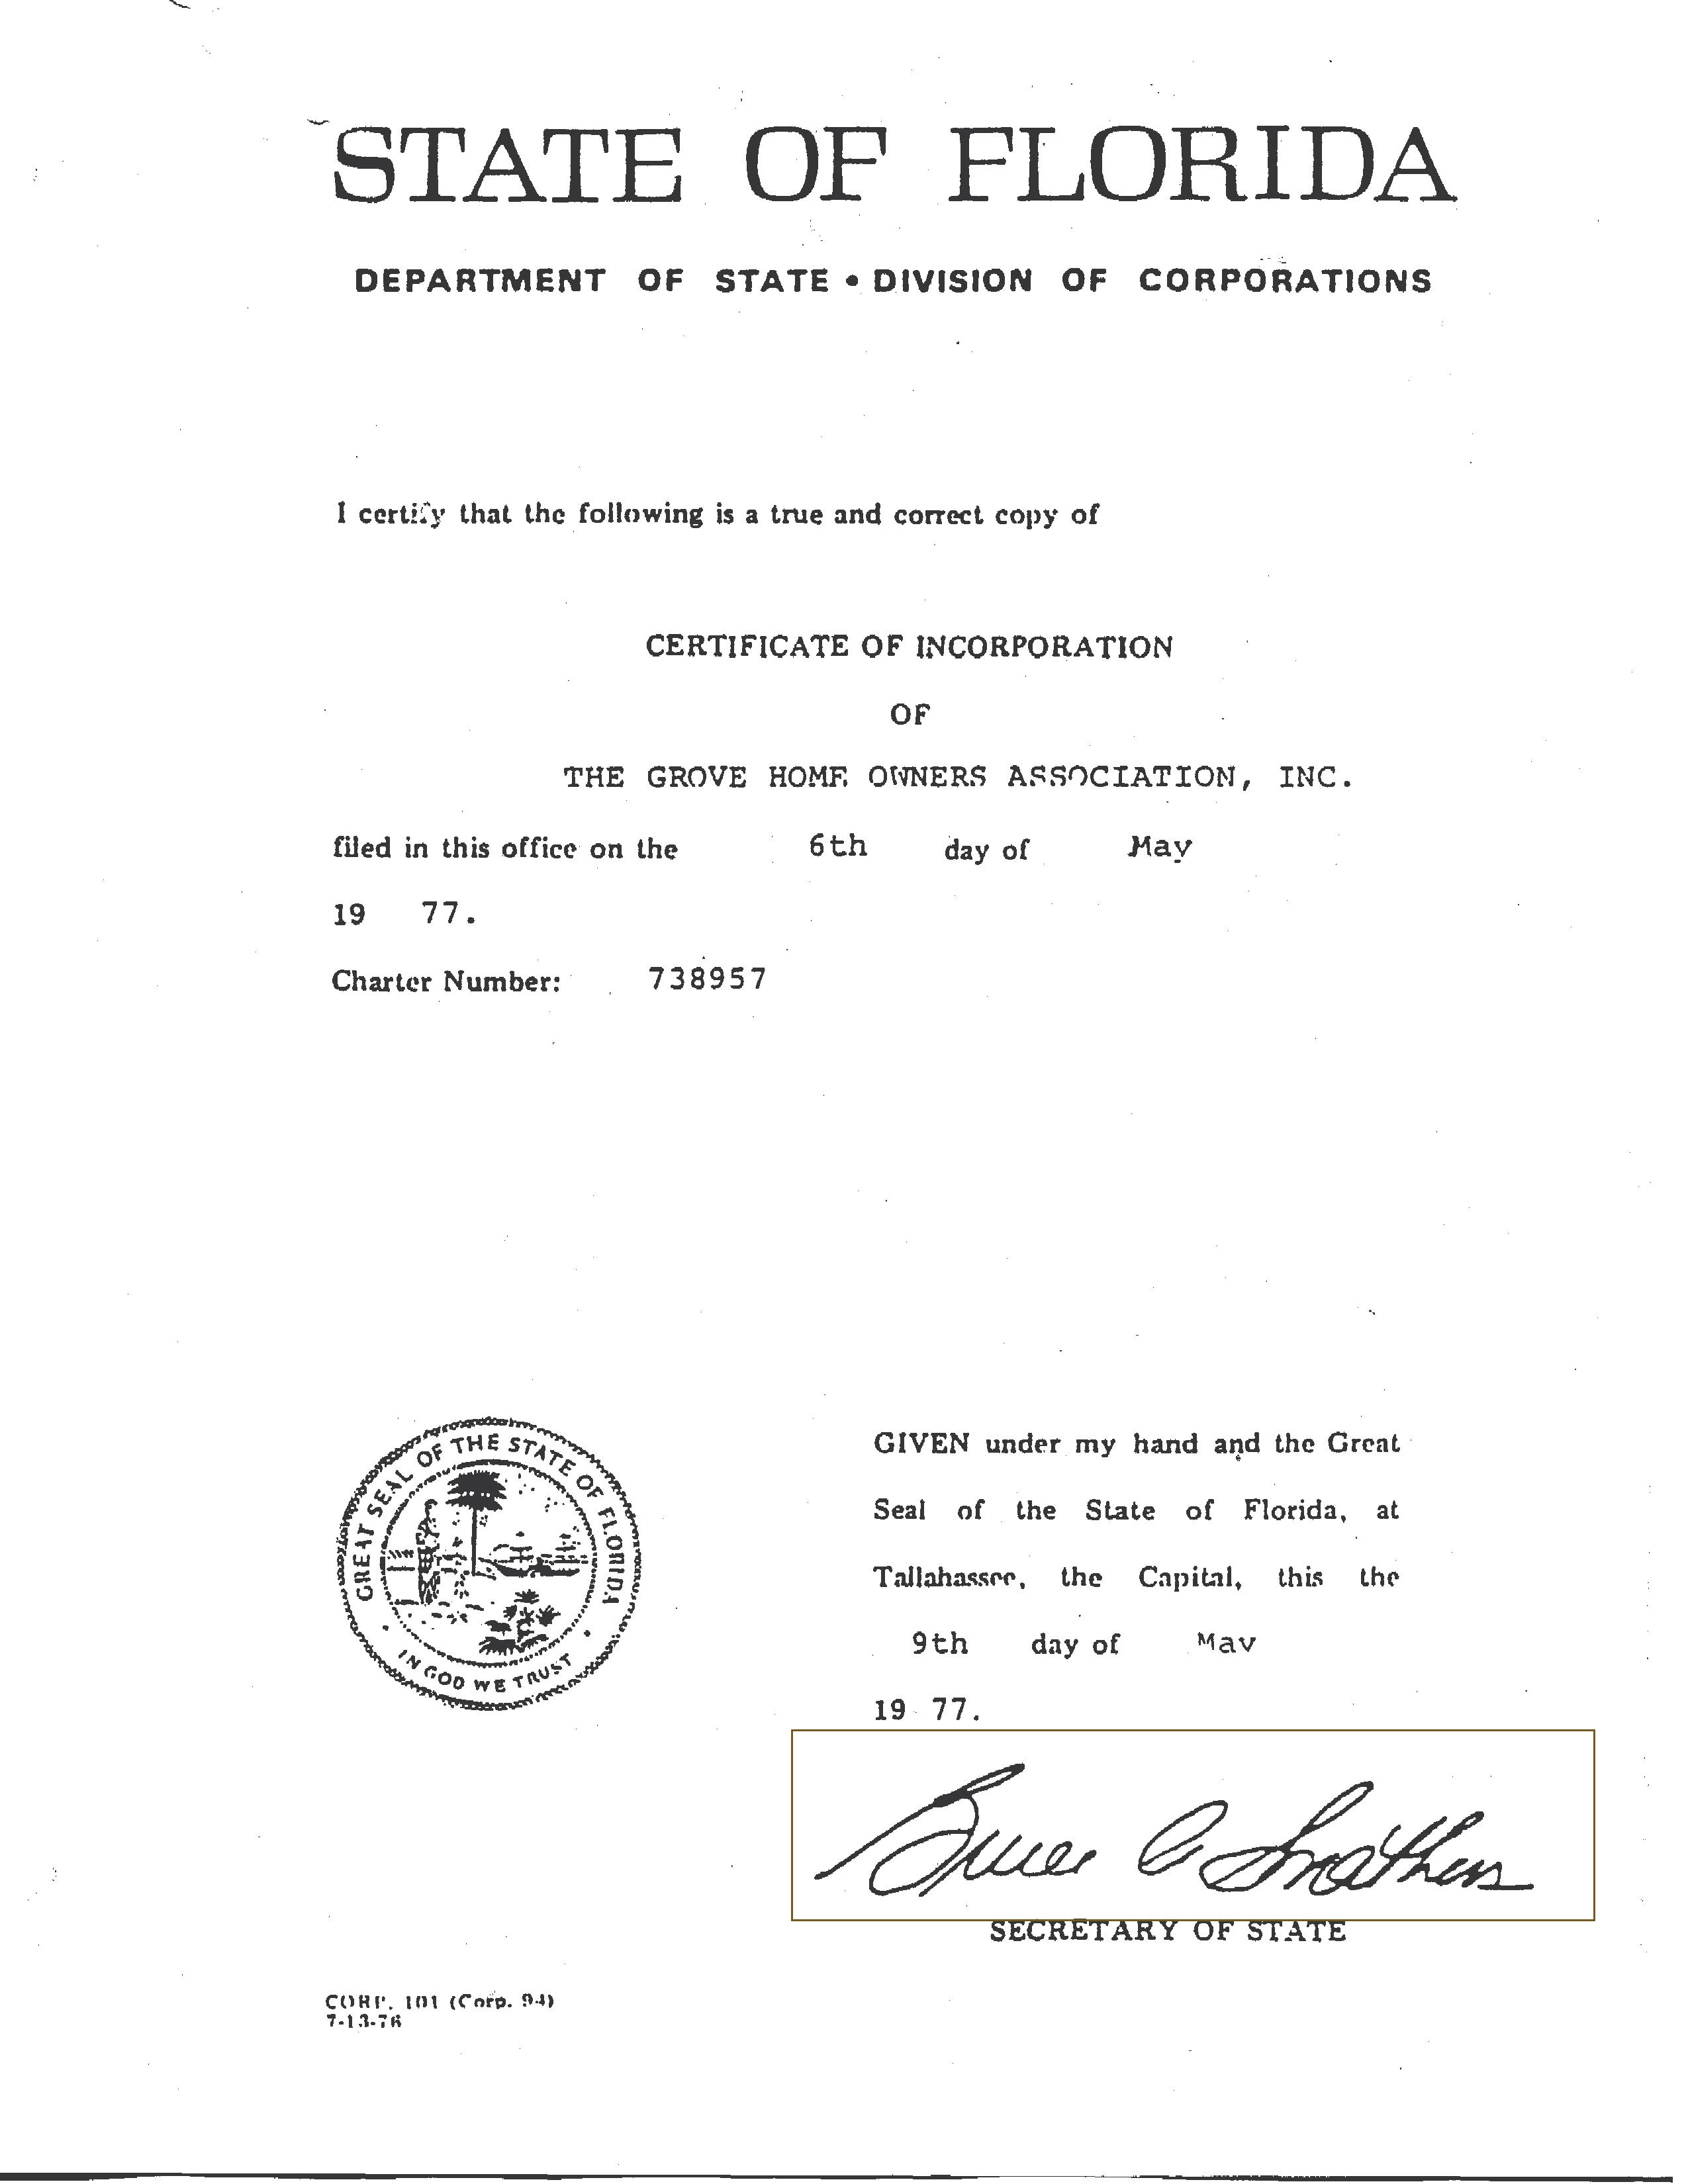 STATE OF FLORIDA
DEPARTMENT OF STATE • DIVISION OF CORPORATIONS
I certify that the following is a true and correct copy of
CERTIFICATE OF INCORPORATION
OF
THE GROVE HOME OWNERS ASSOCIATION, INC.
filed in this office on the 6th day of May
19 77.
Charter Number: 738957
GREAT SEAL OF THE STATE OF FLORIDA
• IN GOD WE TRUST •
GIVEN under my hand and the Great
Seal of the State of Florida, at
Tallahassee, the Capital, this the
9th day of May
19 77.
Bruce A Smathers
SECRETARY OF STATE
CORP. 101 (Corp. 94)
7-13-76